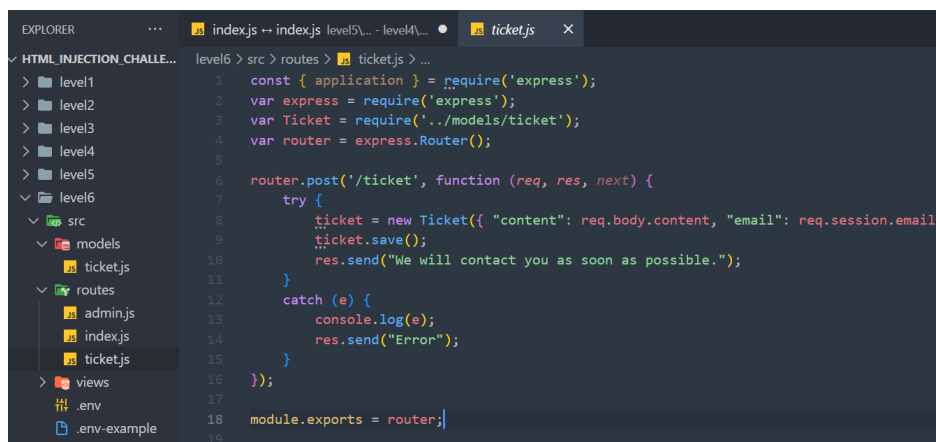 EXPLORER ...
HTML_INJECTION_CHALLE...
level1
level2
level3
level4
level5
level6
src
models
ticket.js
routes
admin.js
index.js
ticket.js
views
.env
.env-example
JS index.js ↔ index.js level5\... - level4\... ● JS ticket.js ×
level6 > src > routes > JS ticket.js > ...
1 const { application } = require('express');
2 var express = require('express');
3 var Ticket = require('../models/ticket');
4 var router = express.Router();
5
6 router.post('/ticket', function (req, res, next) {
7 try {
8 ticket = new Ticket({ "content": req.body.content, "email": req.session.email
9 ticket.save();
10 res.send("We will contact you as soon as possible.");
11 }
12 catch (e) {
13 console.log(e);
14 res.send("Error");
15 }
16 });
17
18 module.exports = router;
19